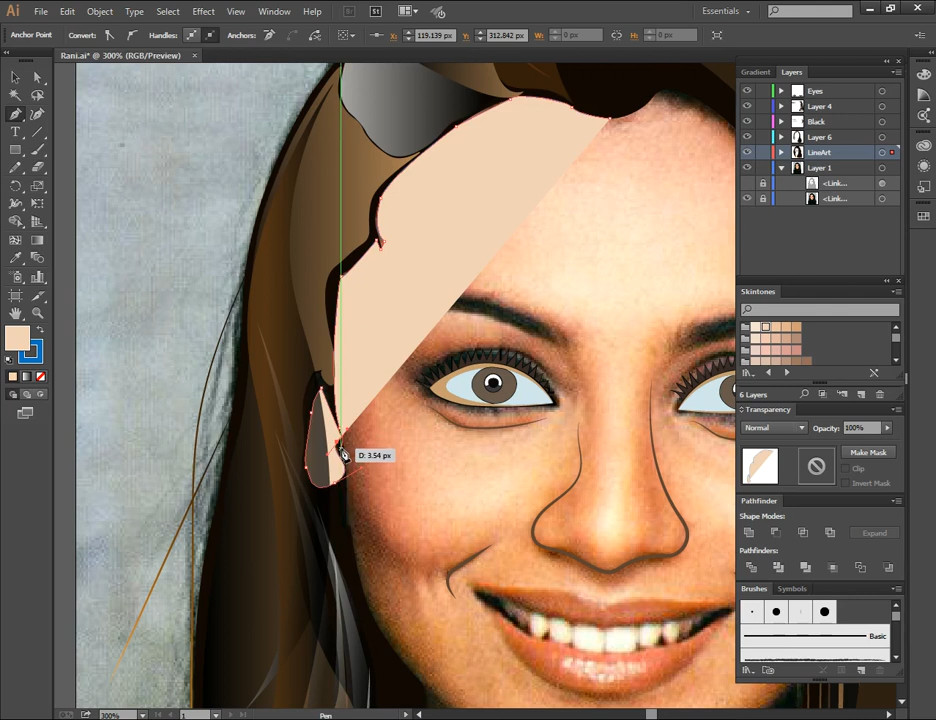 Ai File Edit Object Type Select Effect View Window Help Br St Essentials
Anchor Point Convert: Handles: Anchors: X: 119.139 px Y: 312.842 px W: 0 px H: 0 px
Rani.ai* @ 300% (RGB/Preview) ×
Gradient Layers
Eyes
Layer 4
Black
Layer 6
LineArt
Layer 1
<Link...
<Link...
Skintones
6 Layers
Transparency
Normal Opacity: 100%
Make Mask
Clip
Invert Mask
D: 3.54 px
Pathfinder
Shape Modes:
Expand
Pathfinders:
Brushes Symbols
Basic
300% 1 Pen